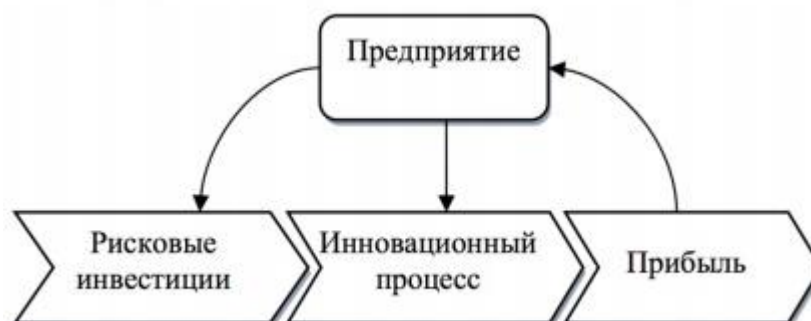 Предприятие
Рисковые
инвестиции
Инновационный
процесс
Прибыль